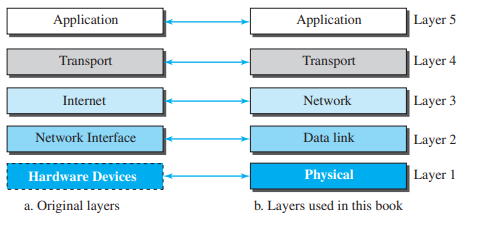 Application Application Layer 5
Transport Transport Layer 4
Internet Network Layer 3
Network Interface Data link Layer 2
Hardware Devices Physical Layer 1
a. Original layers b. Layers used in this book